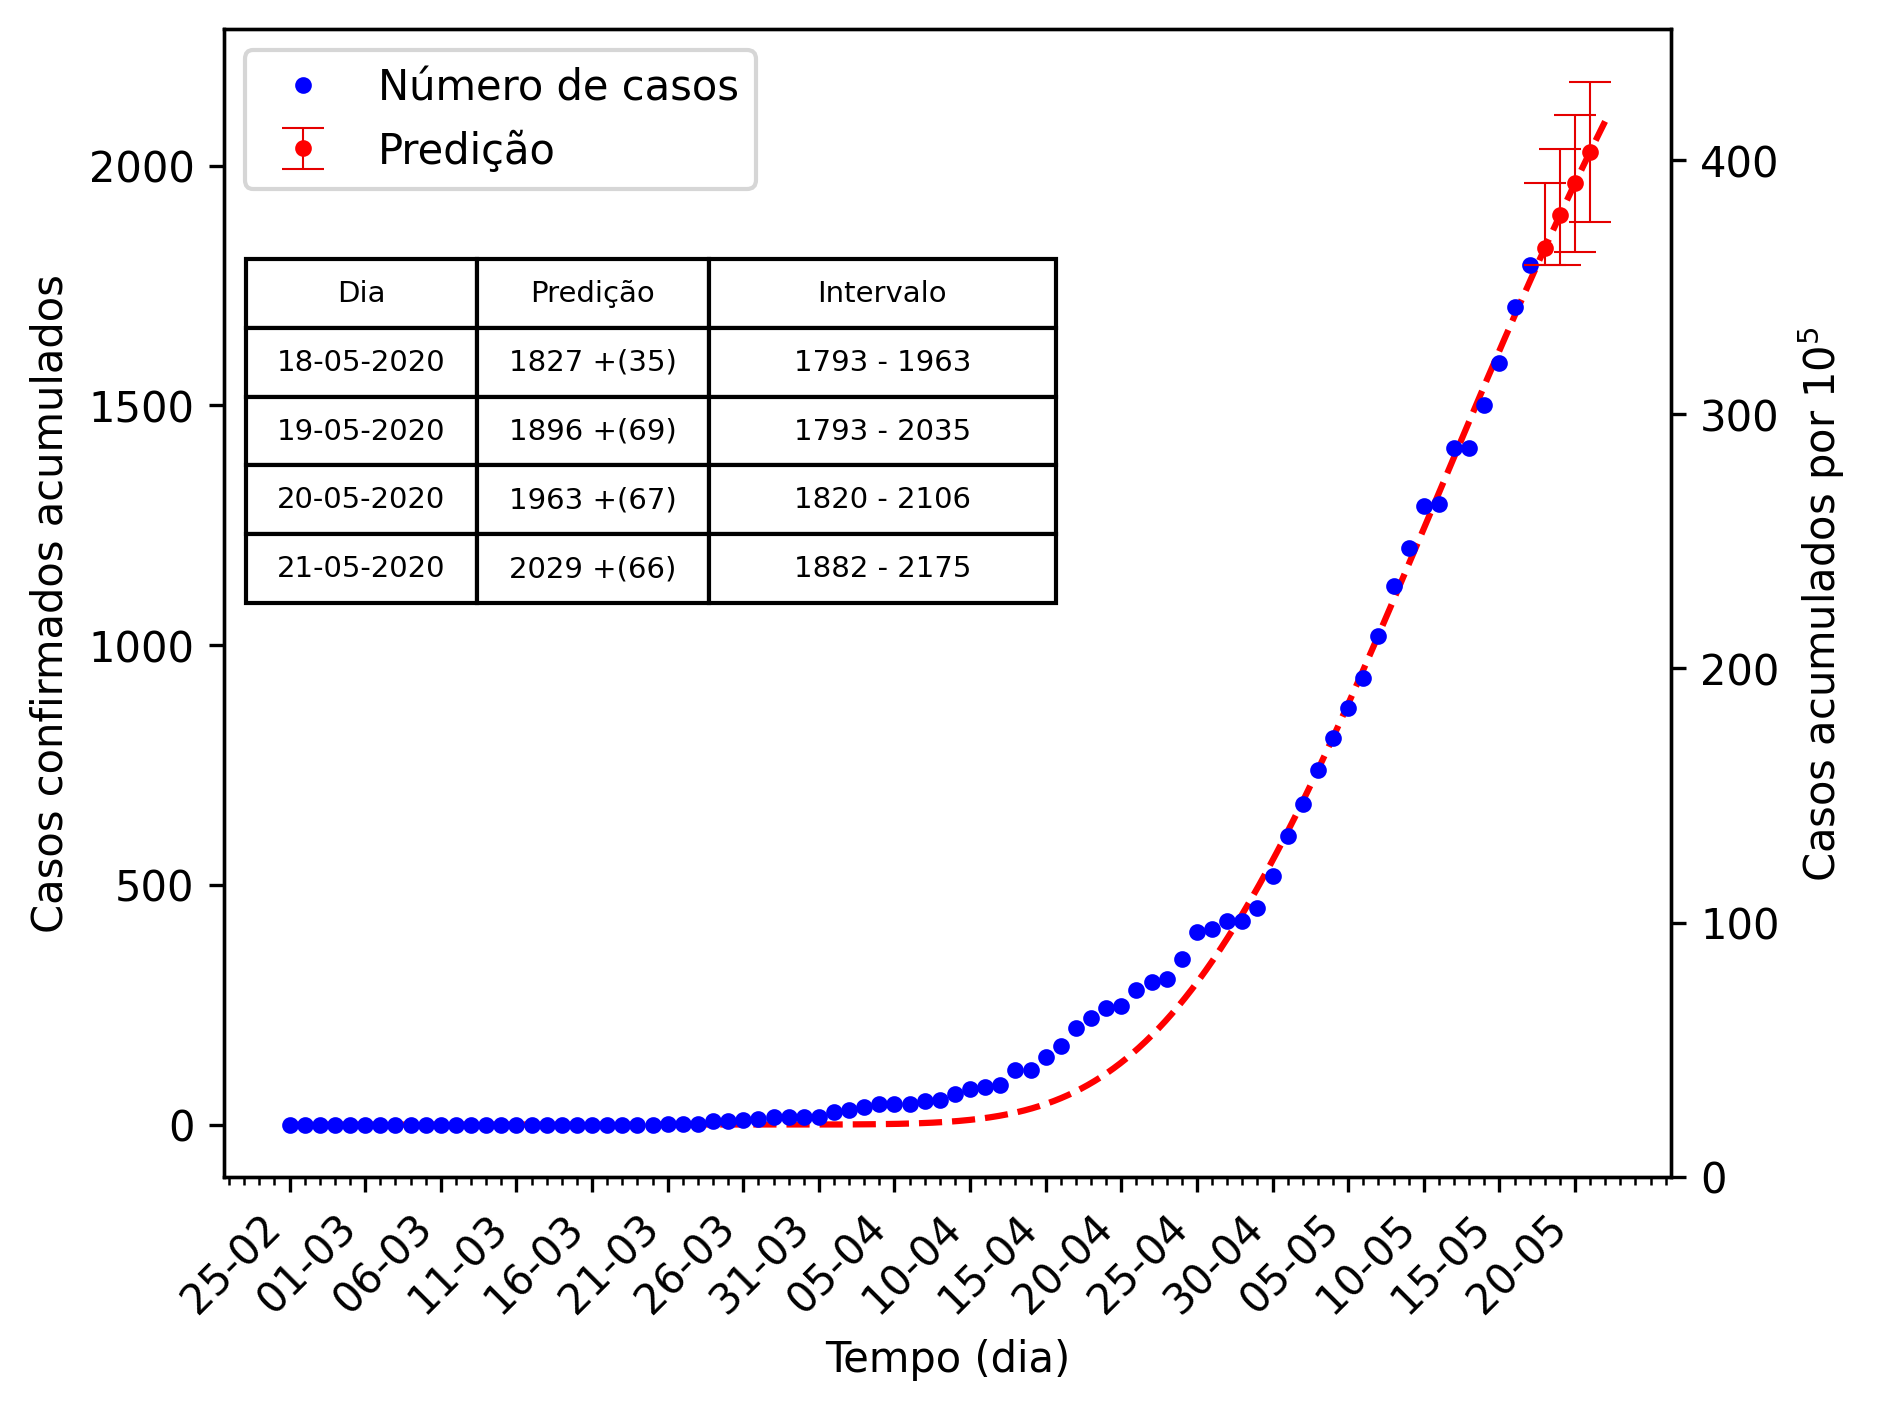 Número de casos
Predição
Dia Predição Intervalo
18-05-2020 1827 +(35) 1793 - 1963
19-05-2020 1896 +(69) 1793 - 2035
20-05-2020 1963 +(67) 1820 - 2106
21-05-2020 2029 +(66) 1882 - 2175
Casos confirmados acumulados
2000
1500
1000
500
0
Casos acumulados por 10⁵
400
300
200
100
0
25-02 01-03 06-03 11-03 16-03 21-03 26-03 31-03 05-04 10-04 15-04 20-04 25-04 30-04 05-05 10-05 15-05 20-05
Tempo (dia)